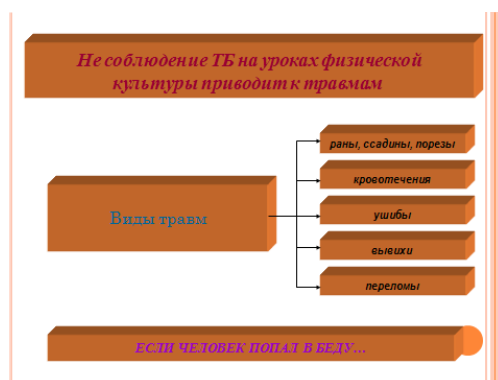 Не соблюдение ТБ на уроках физической
культуры приводит к травмам
Виды травм
раны, ссадины, порезы
кровотечения
ушибы
вывихи
переломы
ЕСЛИ ЧЕЛОВЕК ПОПАЛ В БЕДУ...